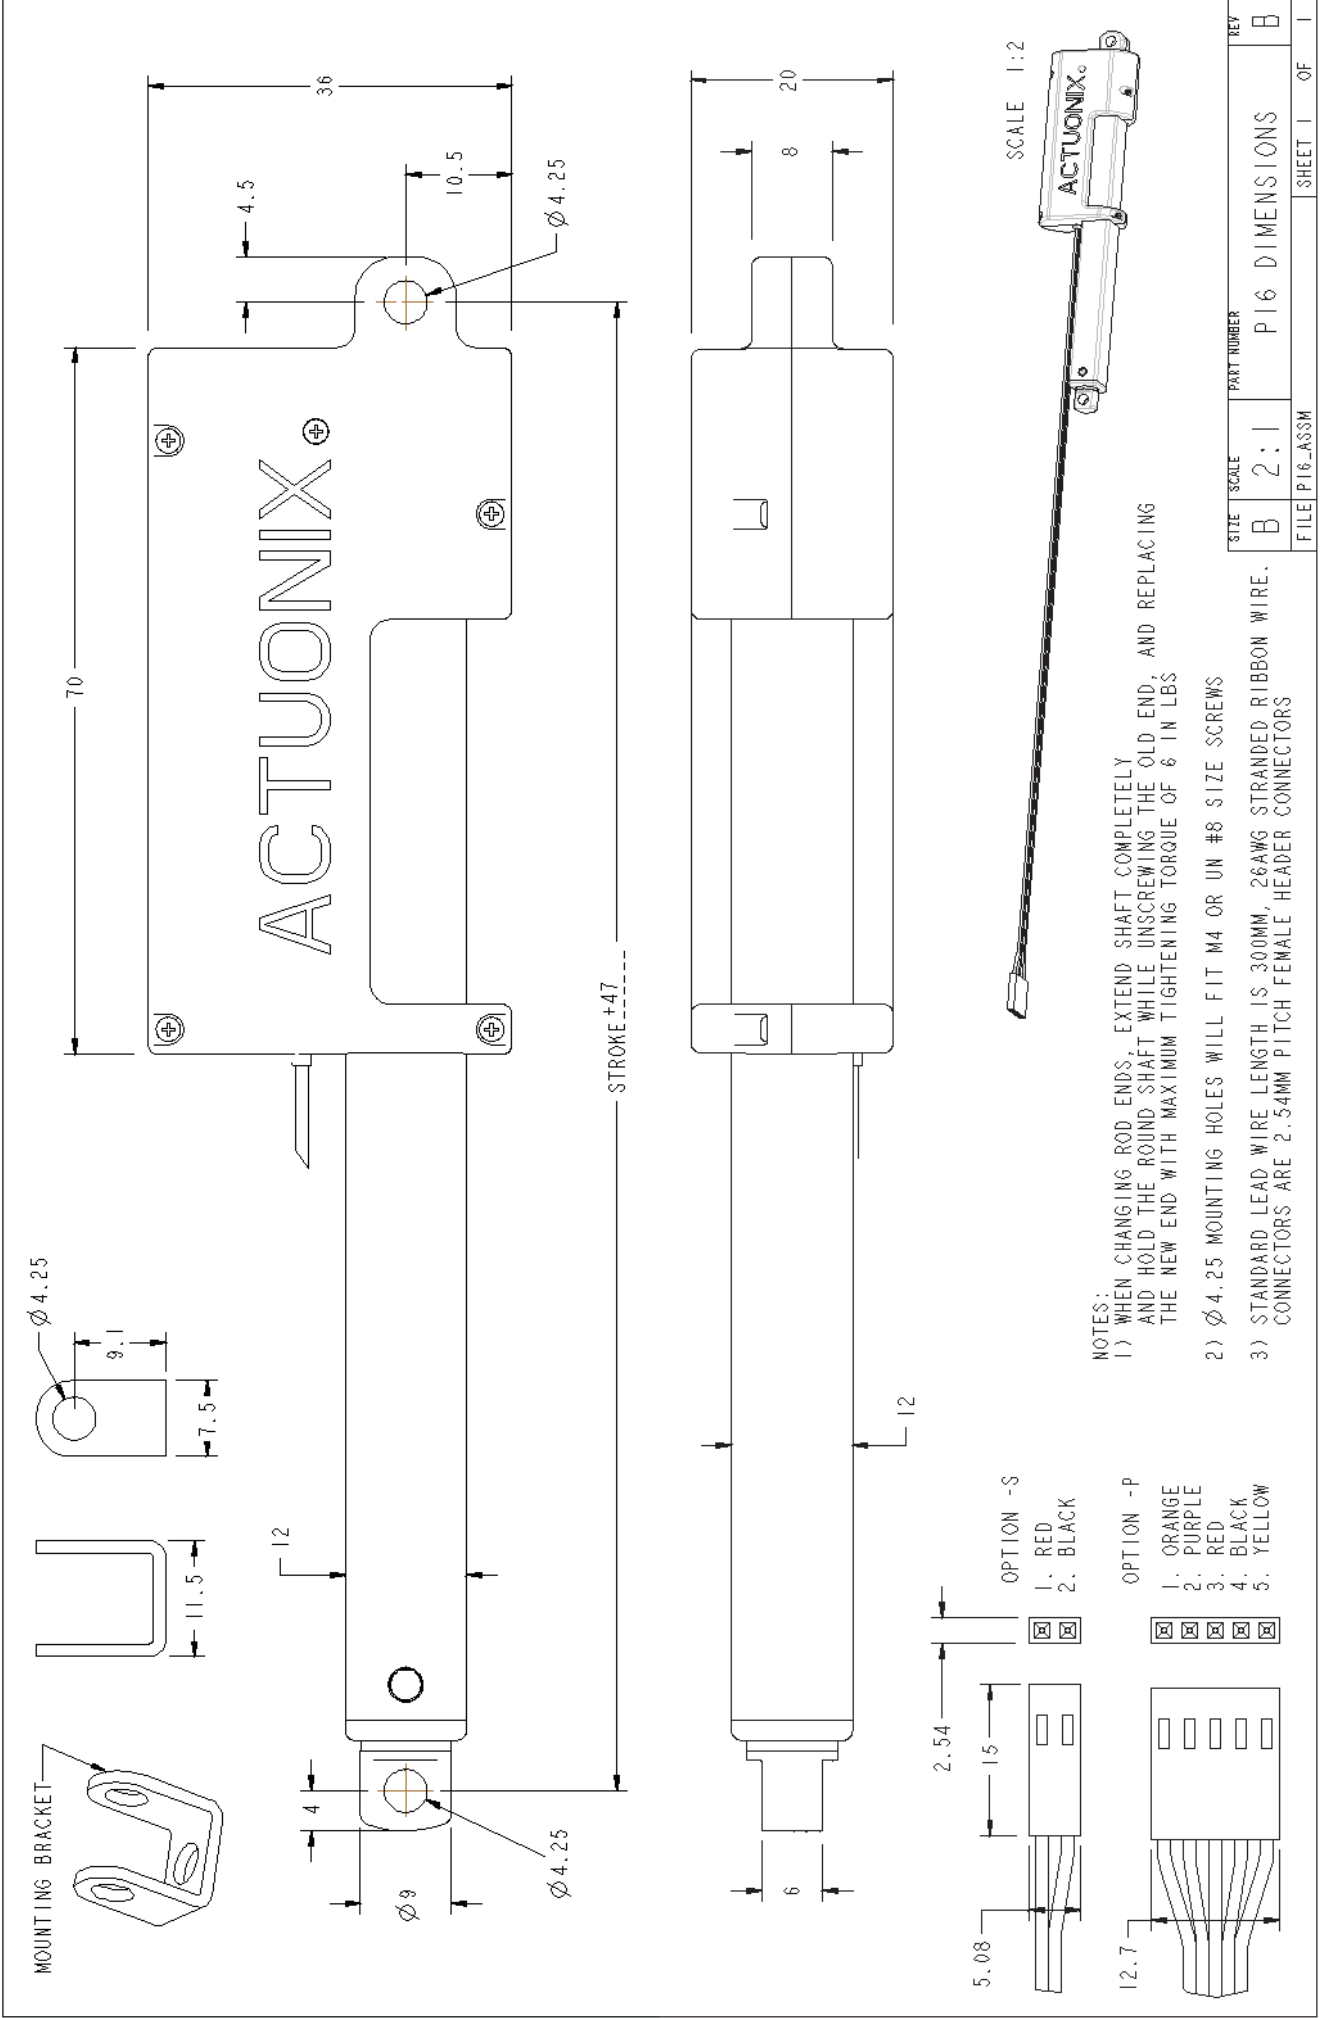 MOUNTING BRACKET
11.5
7.5
9.1
Ø4.25
70
36
4.5
10.5
Ø4.25
ACTUONIX
12
4
Ø9
Ø4.25
STROKE+47
20
8
12
6
2.54
15
5.08
12.7
OPTION -S
1. RED
2. BLACK
OPTION -P
1. ORANGE
2. PURPLE
3. RED
4. BLACK
5. YELLOW
SCALE 1:2
ACTUONIX
NOTES:
1) WHEN CHANGING ROD ENDS, EXTEND SHAFT COMPLETELY
AND HOLD THE ROUND SHAFT WHILE UNSCREWING THE OLD END, AND REPLACING
THE NEW END WITH MAXIMUM TIGHTENING TORQUE OF 6 IN LBS
2) Ø4.25 MOUNTING HOLES WILL FIT M4 OR UN #8 SIZE SCREWS
3) STANDARD LEAD WIRE LENGTH IS 300MM, 26AWG STRANDED RIBBON WIRE.
CONNECTORS ARE 2.54MM PITCH FEMALE HEADER CONNECTORS
SIZE SCALE PART NUMBER REV
B 2:1 P16 DIMENSIONS B
FILE P16_ASSM SHEET 1 OF 1